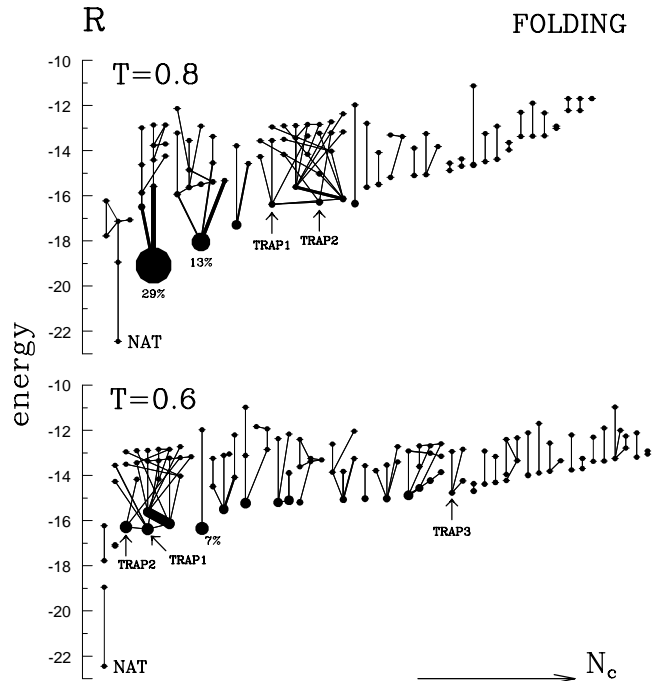 R
FOLDING
T=0.8
-10
-12
-14
-16
-18
-20
-22
TRAP1
TRAP2
13%
29%
NAT
energy
T=0.6
-10
-12
-14
-16
-18
-20
-22
7%
TRAP3
TRAP2
TRAP1
NAT
Nc